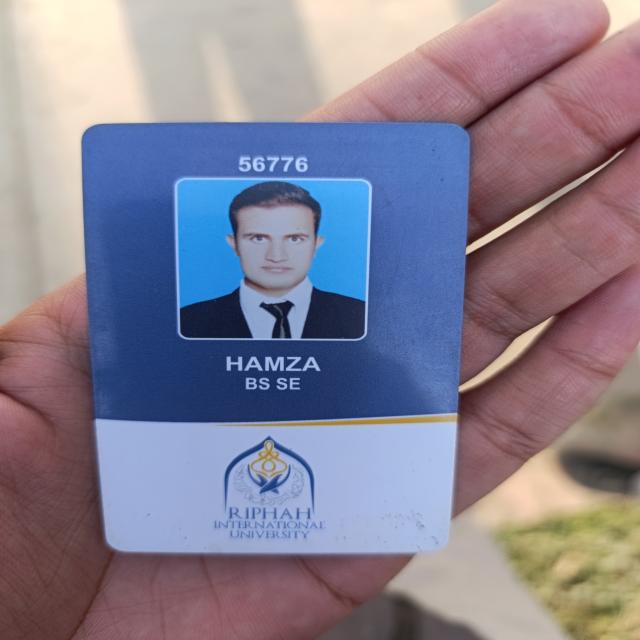 56776
HAMZA
BS SE
RIPHAH
INTERNATIONAL
UNIVERSITY